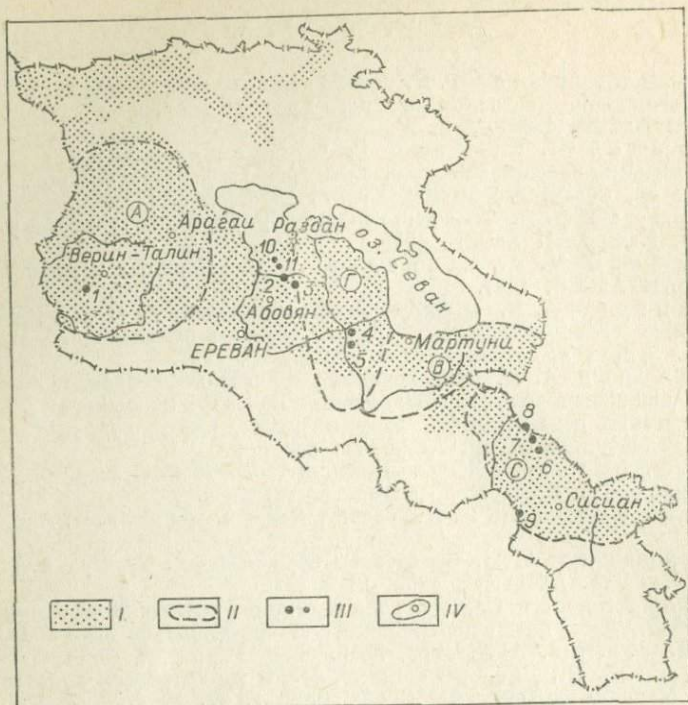 А
Арагац
Раздан
оз. Севан
Верин-Талин
10
11
Г
1
2
3
Абовян
4
ЕРЕВАН
5
Мартуни
В
8
7
6
С
Сисиан
9
I
II
III
IV